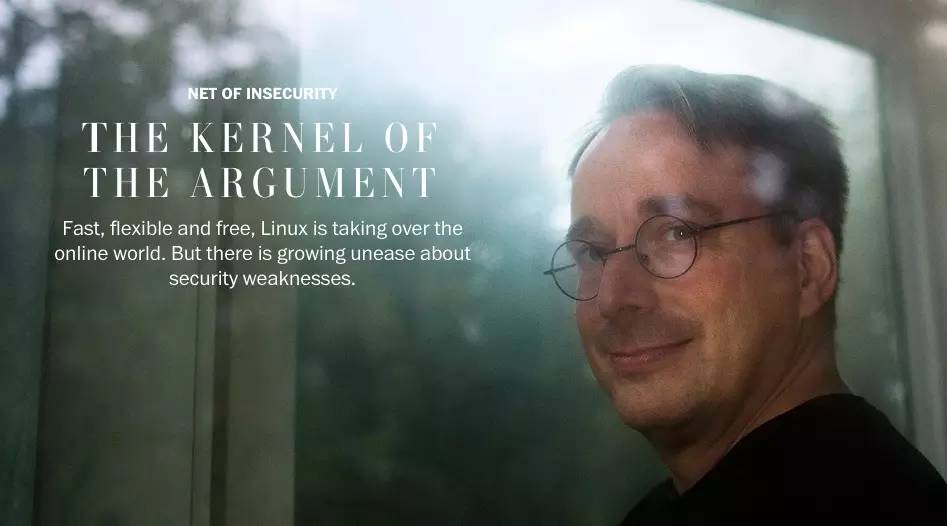 NET OF INSECURITY
THE KERNEL OF
THE ARGUMENT
Fast, flexible and free, Linux is taking over the
online world. But there is growing unease about
security weaknesses.